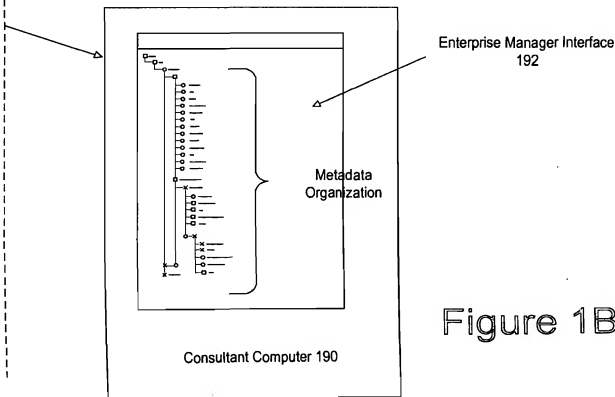 Enterprise Manager Interface
192
Metadata
Organization
Figure 1B
Consultant Computer 190